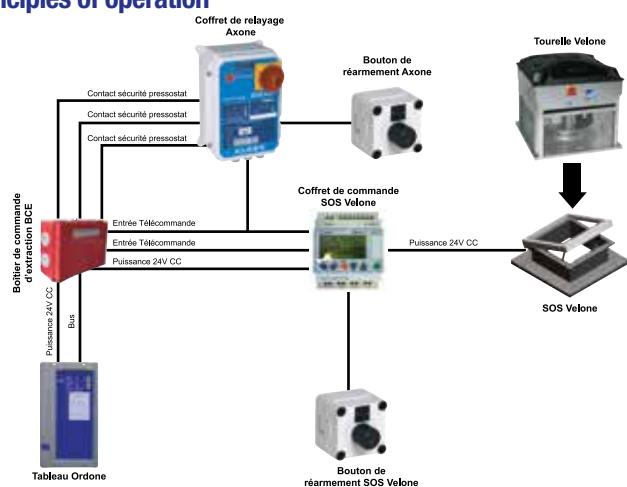 ciples of operation
Coffret de relayage
Axone
Bouton de
réarmement Axone
Tourelle Velone
Contact sécurité pressostat
Contact sécurité pressostat
Contact sécurité pressostat
Coffret de commande
SOS Velone
Boîtier de commande
d'extraction BCE
Entrée Télécommande
Entrée Télécommande
Puissance 24V CC
Puissance 24V CC
SOS Velone
Puissance 24V CC
Bus
Tableau Ordone
Bouton de
réarmement SOS Velone